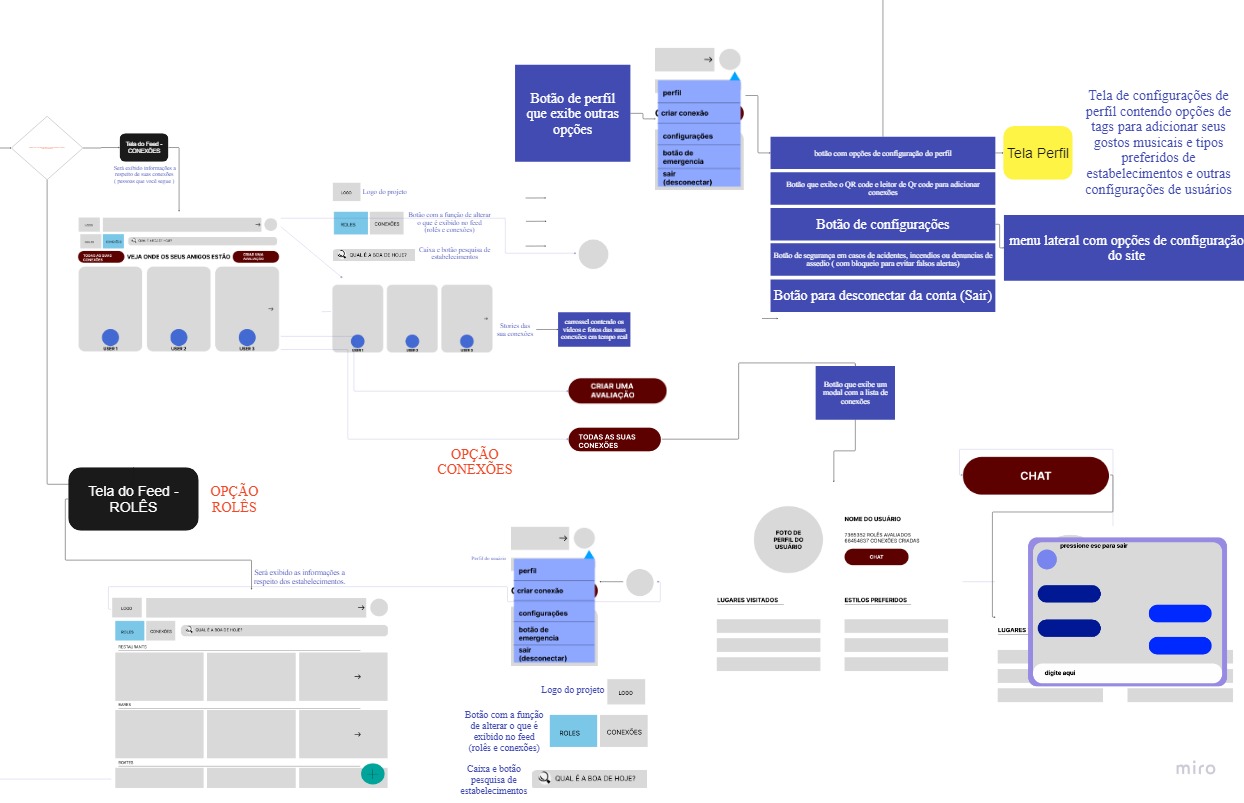 Tela do Feed -
CONEXÕES
Será exibido informações a
respeito de suas conexões
( pessoas que você segue )
LOGO
CONEXÕES
TODAS AS SUAS
CONEXÕES
VEJA ONDE OS SEUS AMIGOS ESTÃO
CRIAR UMA
AVALIAÇÃO
USER 1
USER 2
USER 3
LOGO
Logo do projeto
ROLES
CONEXÕES
Botão com a função de alterar
o que é exibido no feed
(rolês e conexões)
QUAL É A BOA DE HOJE?
Caixa e botão pesquisa de
estabelecimentos
USER 1
USER 2
USER 3
Stories das
sua conexões
carrossel contendo os
vídeos e fotos das suas
conexões em tempo real
Botão de perfil
que exibe outras
opções
perfil
criar conexão
configurações
botão de
emergencia
sair
(desconectar)
botão com opções de configuração do perfil
Botão que exibe o QR code e leitor de Qr code para adicionar
conexões
Botão de configurações
Botão de segurança em casos de acidentes, incendios ou denuncias de
assedio ( com bloqueio para evitar falsos alertas)
Botão para desconectar da conta (Sair)
Tela Perfil
Tela de configurações de
perfil contendo opções de
tags para adicionar seus
gostos musicais e tipos
preferidos de
estabelecimentos e outras
configurações de usuários
menu lateral com opções de configuração
do site
CRIAR UMA
AVALIAÇÃO
TODAS AS SUAS
CONEXÕES
Botão que exibe um
modal com a lista de
conexões
OPÇÃO
CONEXÕES
Tela do Feed -
ROLÊS
OPÇÃO
ROLÊS
Será exibido as informações a
respeito dos estabelecimentos.
LOGO
ROLES
CONEXÕES
QUAL É A BOA DE HOJE?
RESTAURANTS
BARES
BOATES
Perfil do usuário
perfil
criar conexão
configurações
botão de
emergencia
sair
(desconectar)
Logo do projeto
LOGO
Botão com a função
de alterar o que é
exibido no feed
(rolês e conexões)
ROLES
CONEXÕES
Caixa e botão
pesquisa de
estabelecimentos
QUAL É A BOA DE HOJE?
FOTO DE
PERFIL DO
USUÁRIO
NOME DO USUÁRIO
7365352 ROLÊS AVALIADOS
66454637 CONEXÕES CRIADAS
CHAT
LUGARES VISITADOS
ESTILOS PREFERIDOS
CHAT
pressione esc para sair
LUGARES
digite aqui
miro